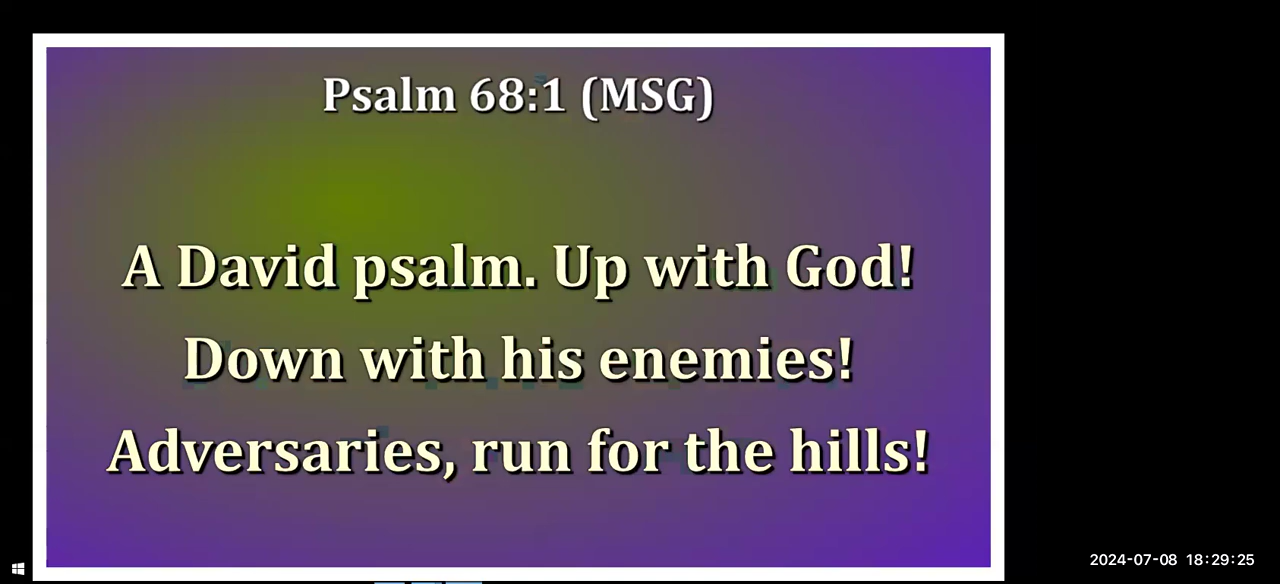 Psalm 68:1 (MSG)
A David psalm. Up with God!
Down with his enemies!
Adversaries, run for the hills!
2024-07-08 18:29:25